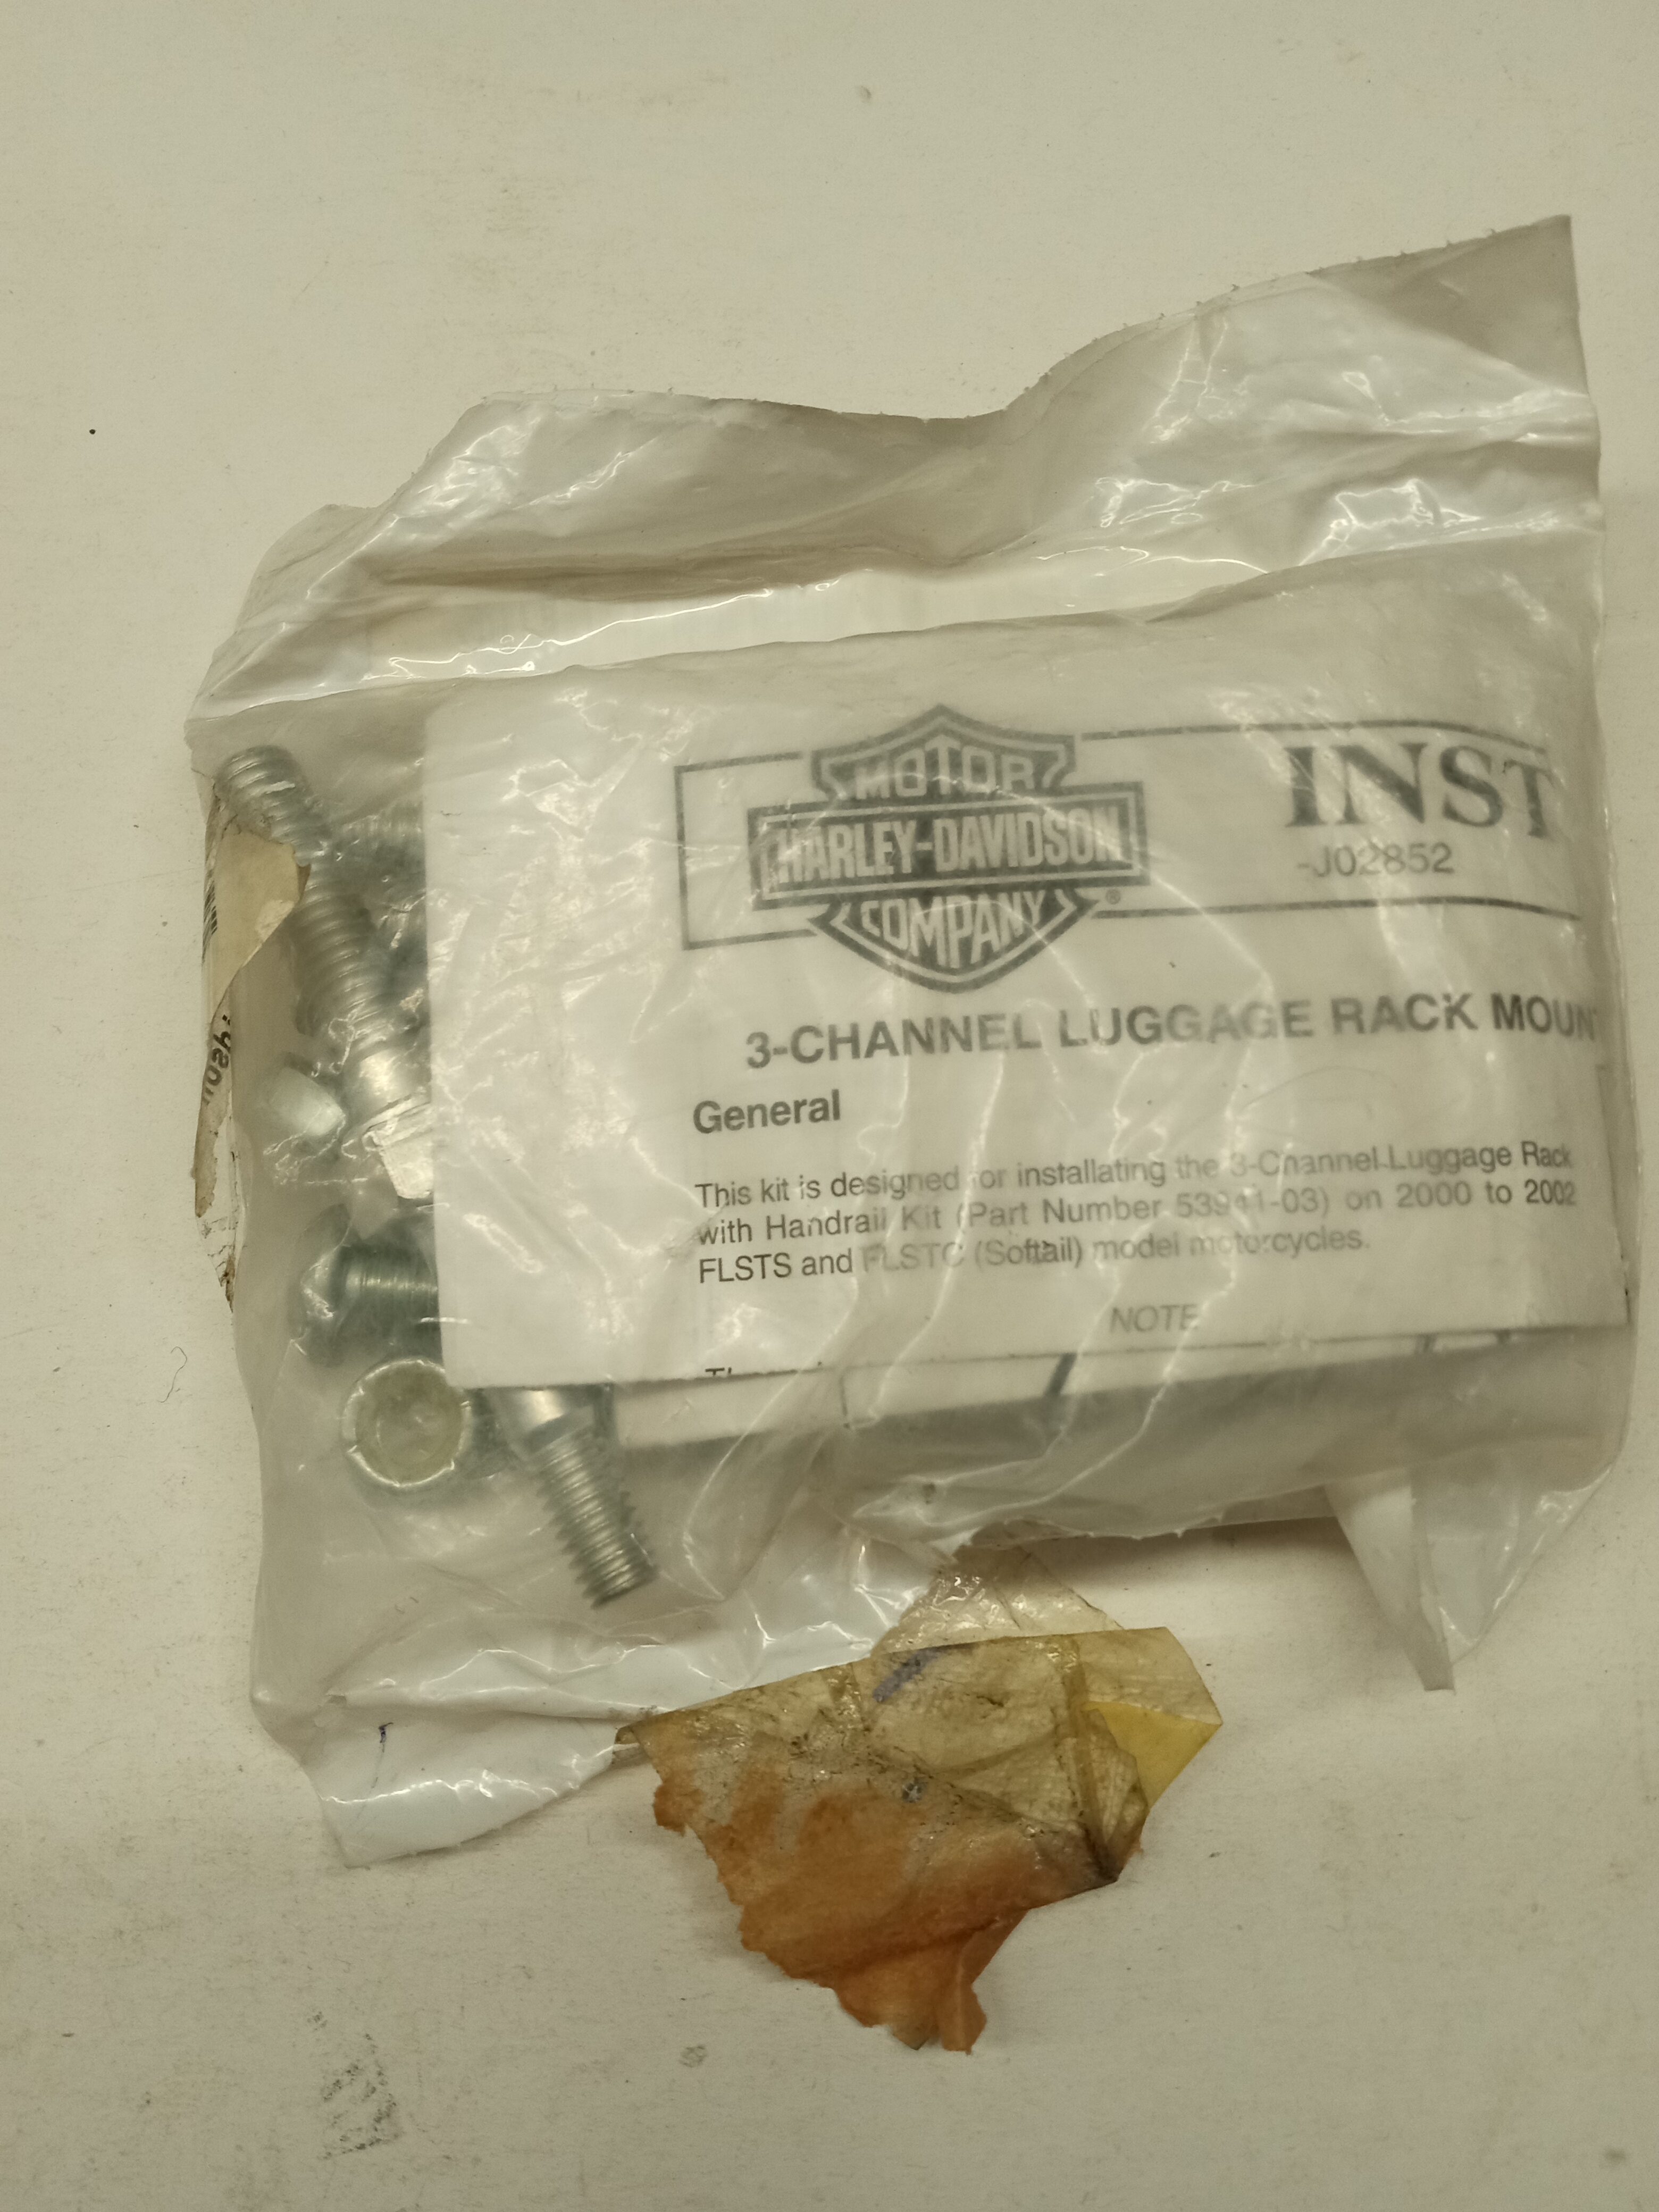 MOTOR
HARLEY-DAVIDSON
COMPANY
®
INST
-J02852
3-CHANNEL LUGGAGE RACK MOUN
General
This kit is designed for installating the 3-Channel Luggage Rack
with Handrail Kit (Part Number 53941-03) on 2000 to 2002
FLSTS and FLSTC (Softail) model motorcycles.
NOTE